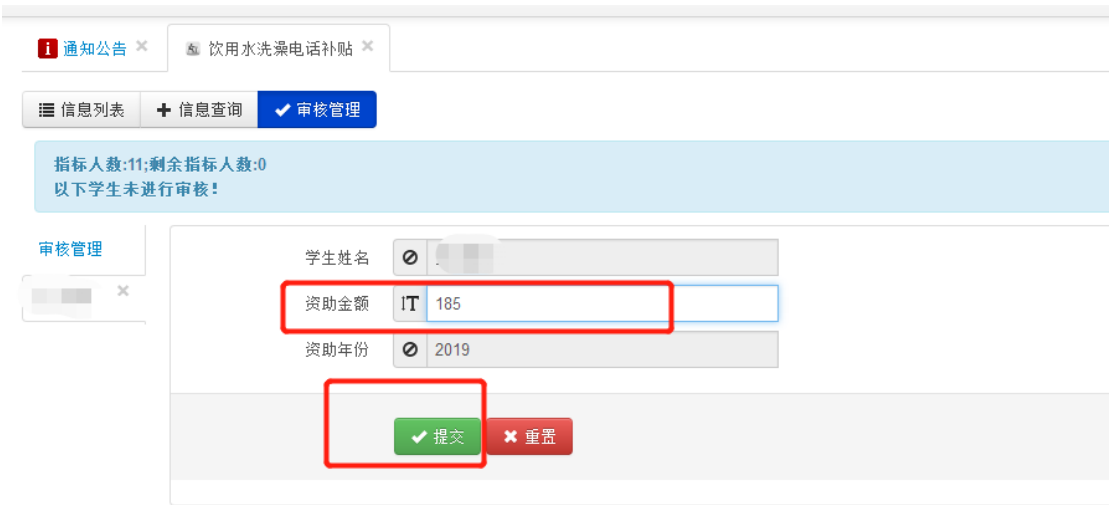 通知公告
饮用水洗澡电话补贴
信息列表
信息查询
审核管理
指标人数:11;剩余指标人数:0
以下学生未进行审核!
审核管理
学生姓名
资助金额 185
资助年份 2019
提交
重置